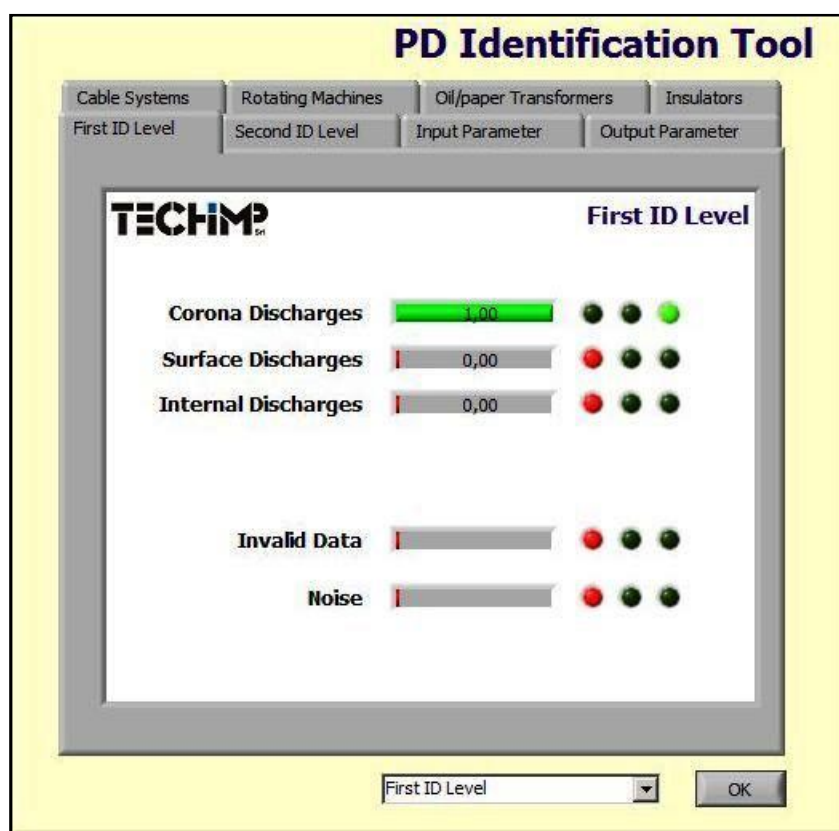 PD Identification Tool
Cable Systems Rotating Machines Oil/paper Transformers Insulators
First ID Level Second ID Level Input Parameter Output Parameter
TECHIMP Srl First ID Level
Corona Discharges 1,00
Surface Discharges 0,00
Internal Discharges 0,00
Invalid Data
Noise
First ID Level OK